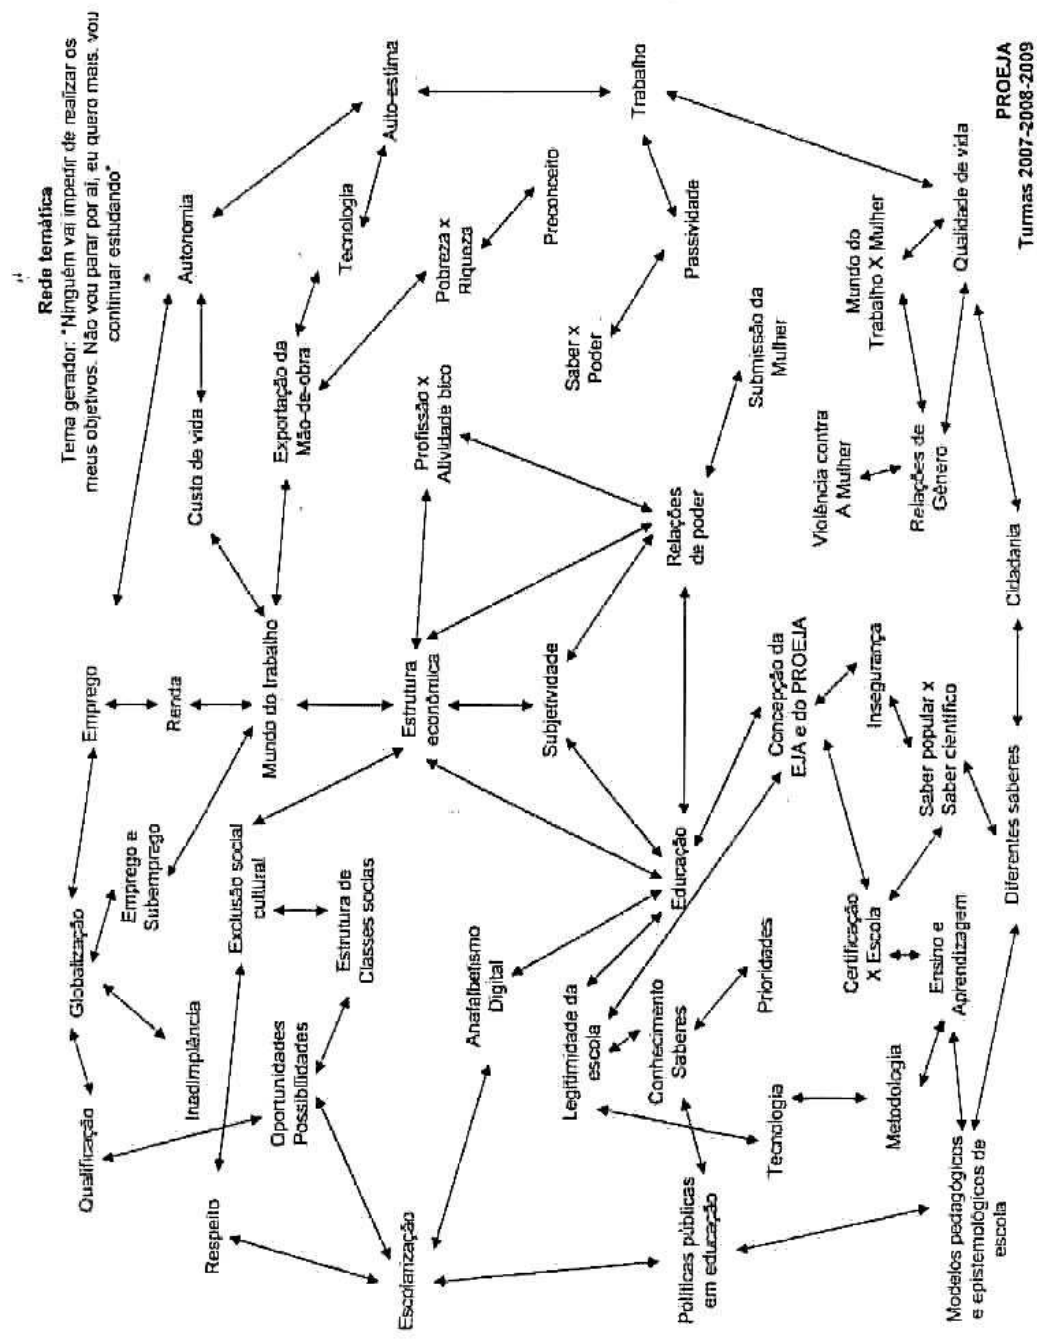 Rede temática
Tema gerador: "Ninguém vai impedir de realizar os
meus objetivos. Não vou parar por aí, eu quero mais, vou
continuar estudando"
Qualificação
Globalização
Emprego
Renda
Autonomia
Emprego e
Subemprego
Inadimplência
Custo de vida
Respeito
Exclusão social
cultural
Mundo do trabalho
Exportação da
Mão-de-obra
Tecnologia
Auto-estima
Oportunidades
Possibilidades
Estrutura de
Classes socias
Estrutura
econômica
Profissão x
Atividade bico
Pobreza x
Riqueza
Preconceito
Escolarização
Anafalbetismo
Digital
Subjetividade
Saber x
Poder
Trabalho
Legitimidade da
escola
Conhecimento
Saberes
Educação
Relações
de poder
Passividade
Políticas públicas
em educação
Prioridades
Submissão da
Mulher
Tecnologia
Concepção da
EJA e do PROEJA
Violência contra
A Mulher
Mundo do
Trabalho X Mulher
Certificação
X Escola
Insegurança
Metodologia
Ensino e
Aprendizagem
Saber popular x
Saber científico
Relações de
Gênero
Qualidade de vida
Modelos pedagógicos
e epistemológicos de
escola
Diferentes saberes
Cidadania
PROEJA
Turmas 2007-2008-2009